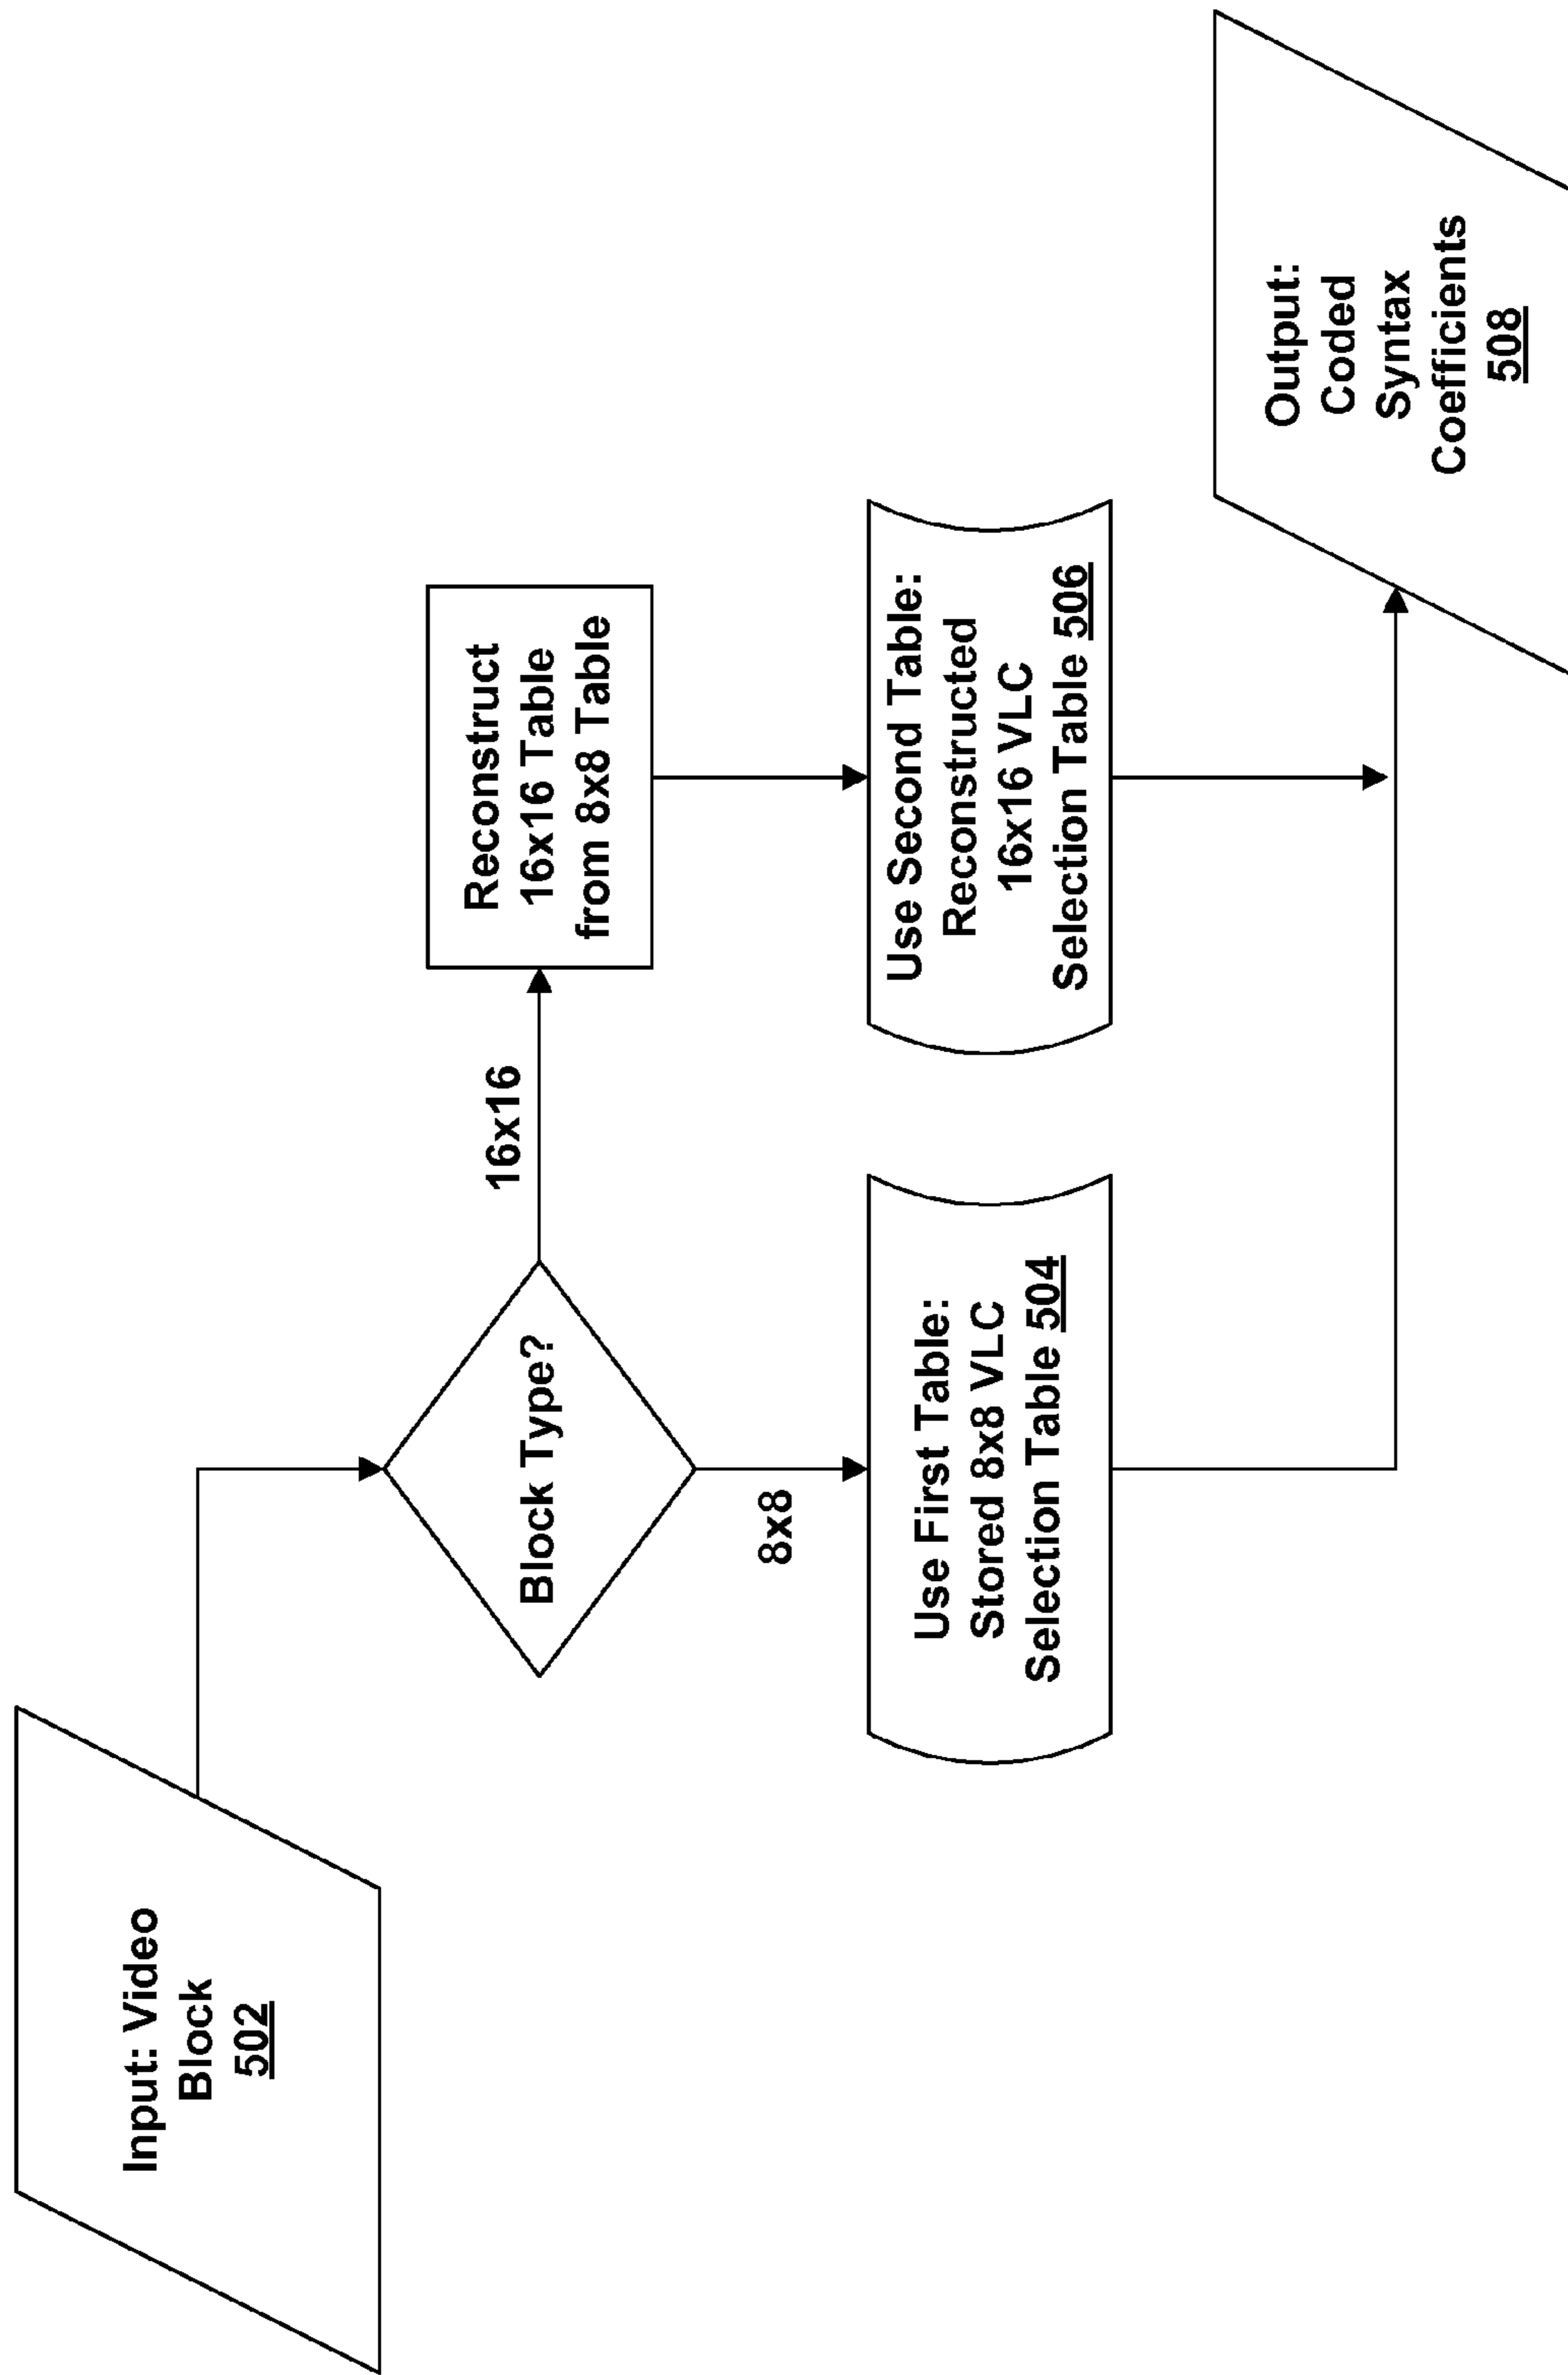 Input: Video
Block
502
Block Type?
16x16
Reconstruct
16x16 Table
from 8x8 Table
8x8
Use First Table:
Stored 8x8 VLC
Selection Table 504
Use Second Table:
Reconstructed
16x16 VLC
Selection Table 506
Output:
Coded
Syntax
Coefficients
508